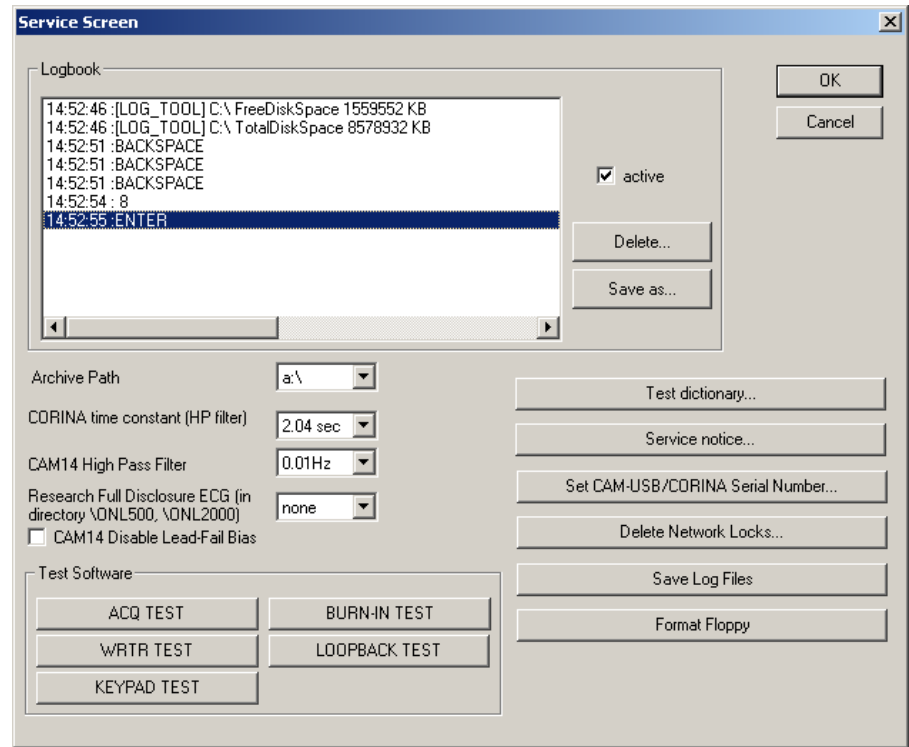 Service Screen
Logbook
OK
Cancel
14:52:46 :[LOG_TOOL] C:\ FreeDiskSpace 1559552 KB
14:52:46 :[LOG_TOOL] C:\ TotalDiskSpace 8578932 KB
14:52:51 :BACKSPACE
14:52:51 :BACKSPACE
14:52:51 :BACKSPACE
14:52:54 : 8
14:52:55 :ENTER
active
Delete...
Save as...
Archive Path
a:\
CORINA time constant (HP filter)
2.04 sec
CAM14 High Pass Filter
0.01Hz
Research Full Disclosure ECG (in
directory \ONL500, \ONL2000)
none
CAM14 Disable Lead-Fail Bias
Test dictionary...
Service notice...
Set CAM-USB/CORINA Serial Number...
Delete Network Locks...
Save Log Files
Format Floppy
Test Software
ACQ TEST
BURN-IN TEST
WRTR TEST
LOOPBACK TEST
KEYPAD TEST